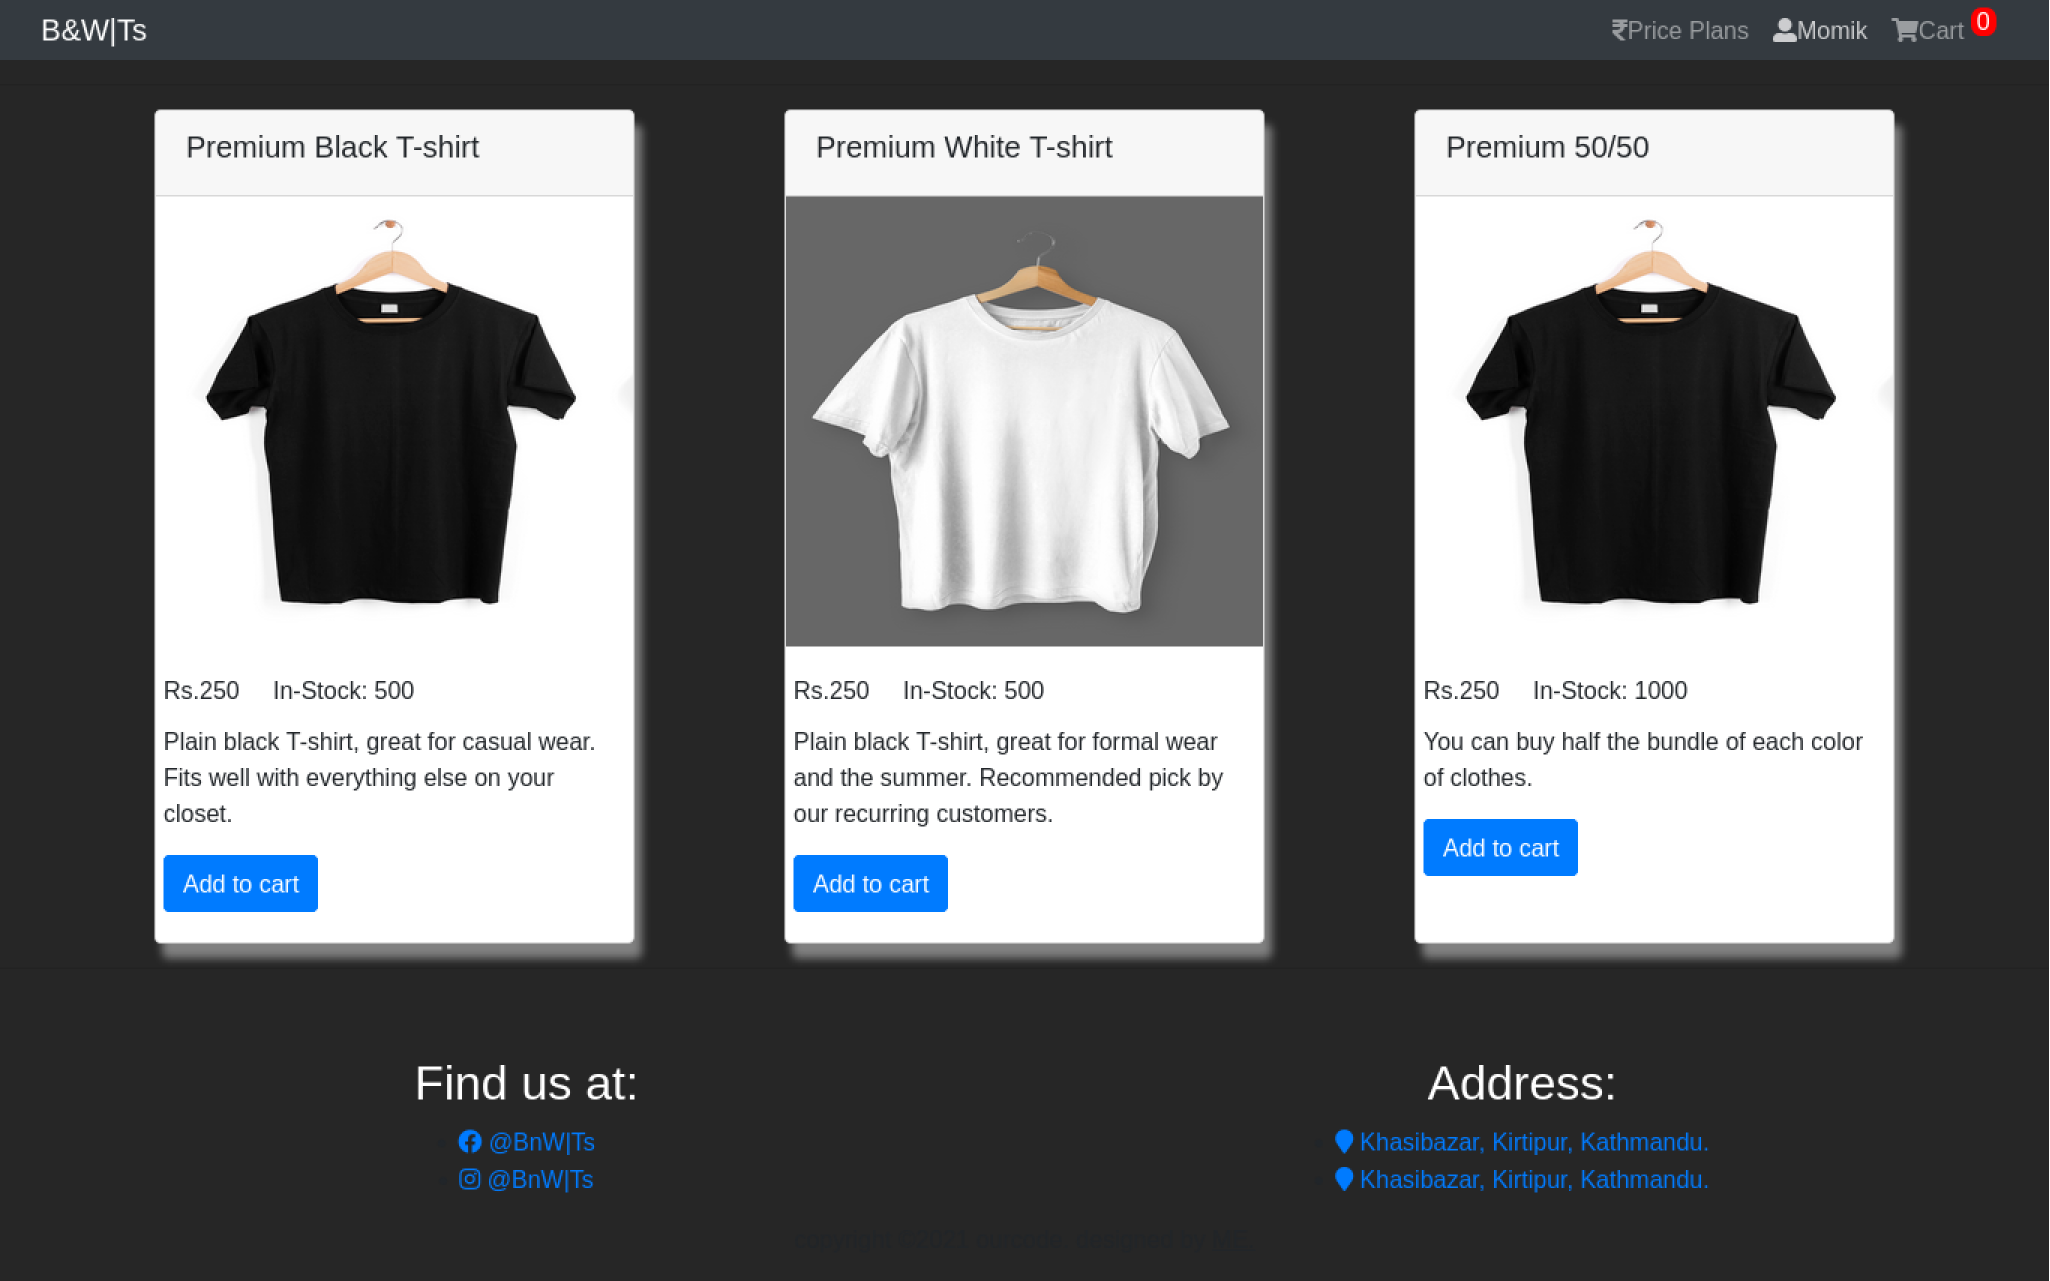 B&W|Ts
Price Plans Momik Cart 0
Premium Black T-shirt
Rs.250 In-Stock: 500
Plain black T-shirt, great for casual wear.
Fits well with everything else on your
closet.
Add to cart
Premium White T-shirt
Rs.250 In-Stock: 500
Plain black T-shirt, great for formal wear
and the summer. Recommended pick by
our recurring customers.
Add to cart
Premium 50/50
Rs.250 In-Stock: 1000
You can buy half the bundle of each color
of clothes.
Add to cart
Find us at:
@BnW|Ts
@BnW|Ts
Address:
Khasibazar, Kirtipur, Kathmandu.
Khasibazar, Kirtipur, Kathmandu.